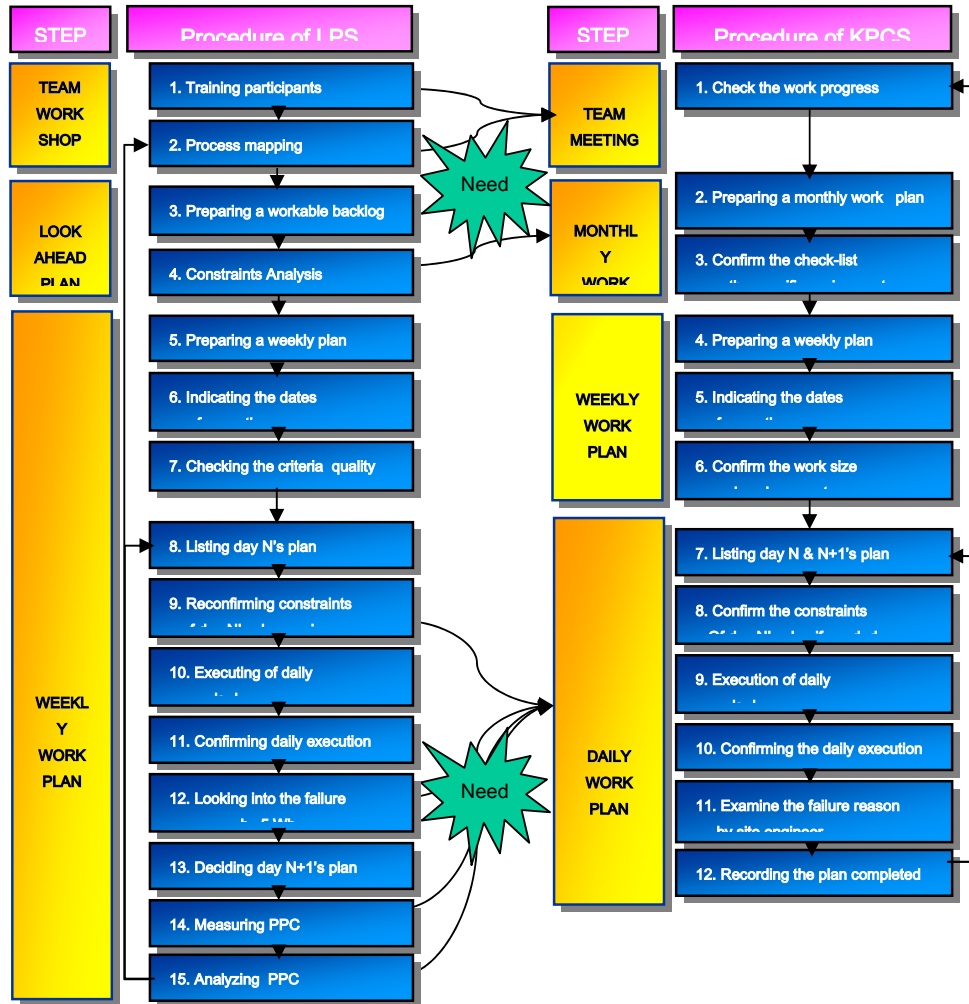 STEP
Procedure of LPS
TEAM
WORK
SHOP
LOOK
AHEAD
PLAN
WEEKL
Y
WORK
PLAN
1. Training participants
2. Process mapping
3. Preparing a workable backlog
4. Constraints Analysis
5. Preparing a weekly plan
6. Indicating the dates
7. Checking the criteria quality
8. Listing day N's plan
9. Reconfirming constraints
10. Executing of daily
11. Confirming daily execution
12. Looking into the failure
13. Deciding day N+1's plan
14. Measuring PPC
15. Analyzing PPC
Need
Need
STEP
Procedure of KPCS
TEAM
MEETING
MONTHL
Y
WORK
WEEKLY
WORK
PLAN
DAILY
WORK
PLAN
1. Check the work progress
2. Preparing a monthly work plan
3. Confirm the check-list
4. Preparing a weekly plan
5. Indicating the dates
6. Confirm the work size
7. Listing day N & N+1's plan
8. Confirm the constraints
9. Execution of daily
10. Confirming the daily execution
11. Examine the failure reason
by site engineer
12. Recording the plan completed